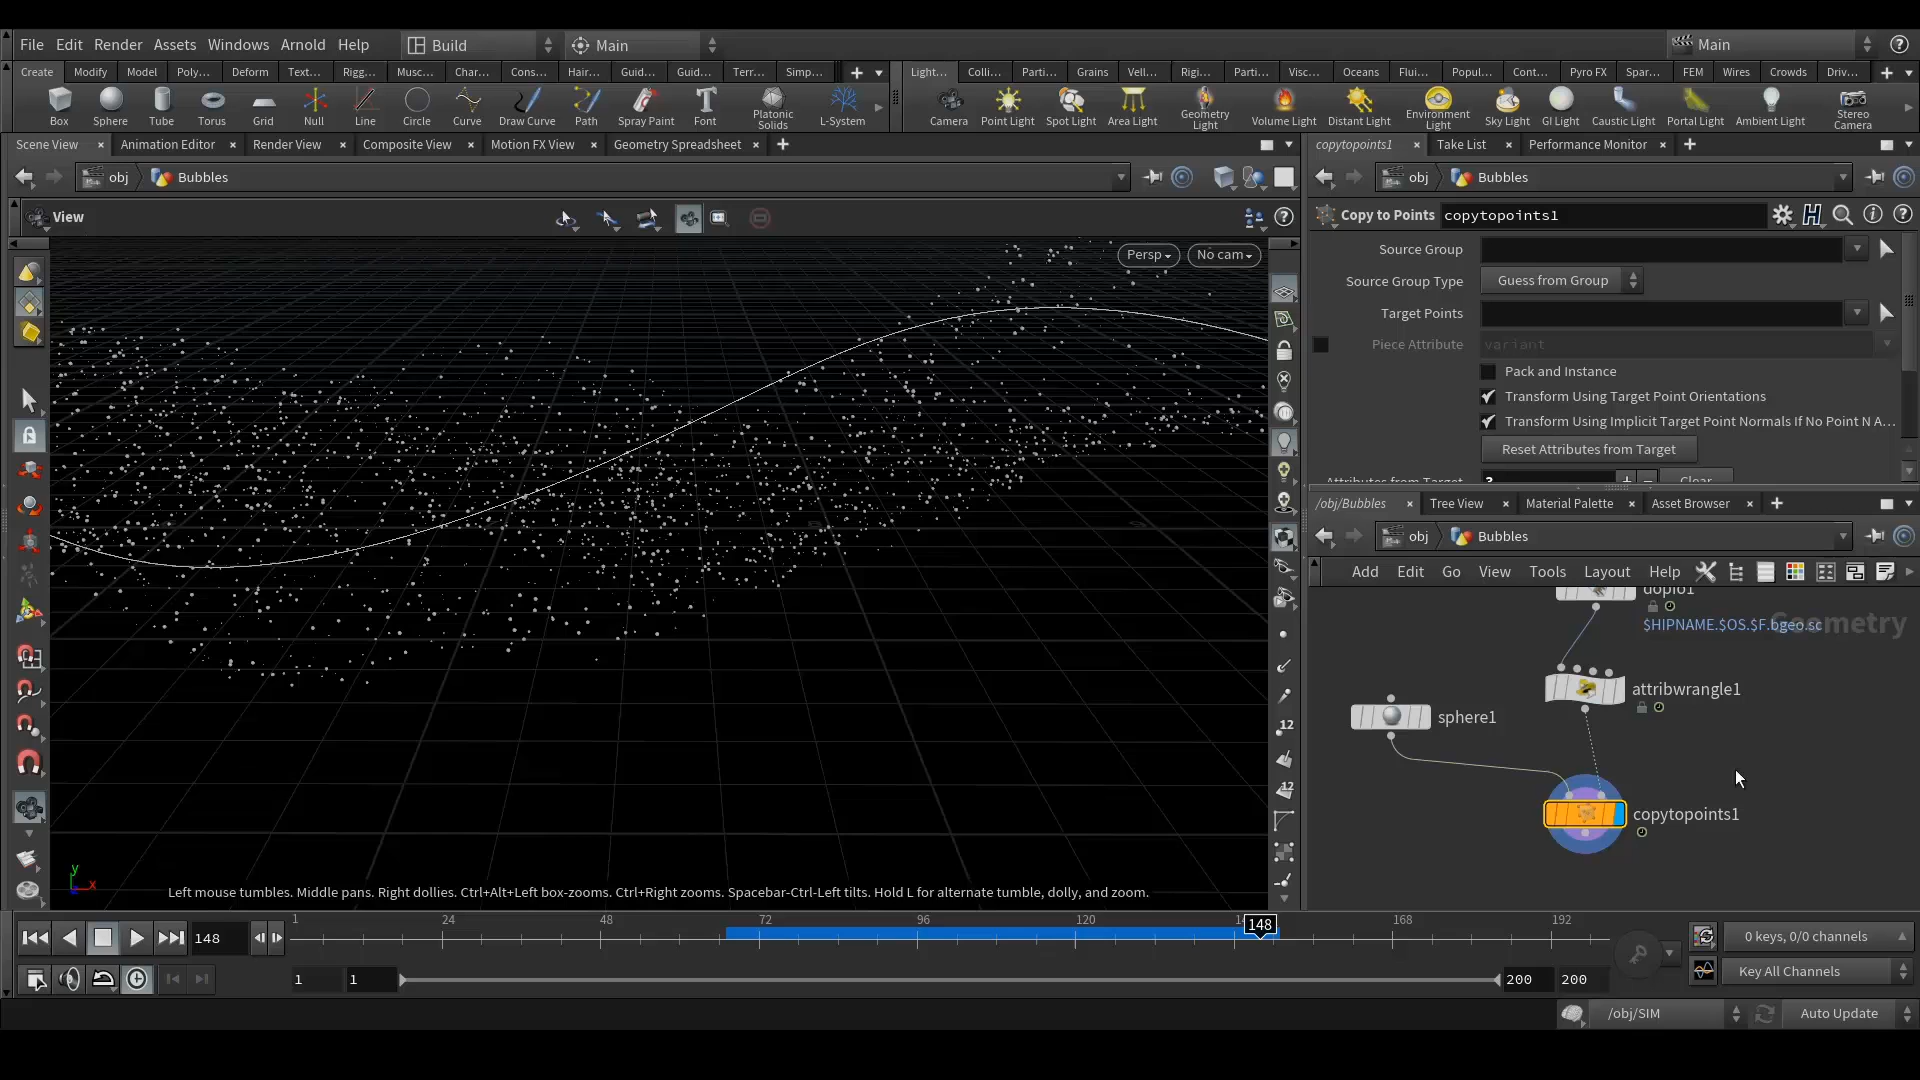 File Edit Render Assets Windows Arnold Help Build Main Main
Create Modify Model Poly... Deform Text... Rigg... Musc... Char... Cons... Hair... Guid... Guid... Terr... Simp... Light... Colli... Parti... Grains Vell... Rigi... Parti... Visc... Oceans Flui... Popul... Cont... Pyro FX Spar... FEM Wires Crowds Driv...
Box Sphere Tube Torus Grid Null Line Circle Curve Draw Curve Path Spray Paint Font Platonic Solids L-System Camera Point Light Spot Light Area Light Geometry Light Volume Light Distant Light Environment Light Sky Light GI Light Caustic Light Portal Light Ambient Light Stereo Camera
Scene View Animation Editor Render View Composite View Motion FX View Geometry Spreadsheet copytopoints1 Take List Performance Monitor
obj Bubbles obj Bubbles
View
Copy to Points copytopoints1
Persp No cam
Source Group
Source Group Type Guess from Group
Target Points
Piece Attribute variant
Pack and Instance
Transform Using Target Point Orientations
Transform Using Implicit Target Point Normals If No Point N A...
Reset Attributes from Target
/obj/Bubbles Tree View Material Palette Asset Browser
obj Bubbles
Add Edit Go View Tools Layout Help
dopio1
$HIPNAME.$OS.$F.bgeo.sc
Geometry
attribwrangle1
sphere1
copytopoints1
12
12
y
x
Left mouse tumbles. Middle pans. Right dollies. Ctrl+Alt+Left box-zooms. Ctrl+Right zooms. Spacebar-Ctrl-Left tilts. Hold L for alternate tumble, dolly, and zoom.
1 24 48 72 96 120 148 168 192
148
0 keys, 0/0 channels
1 1 200 200
Key All Channels
/obj/SIM Auto Update